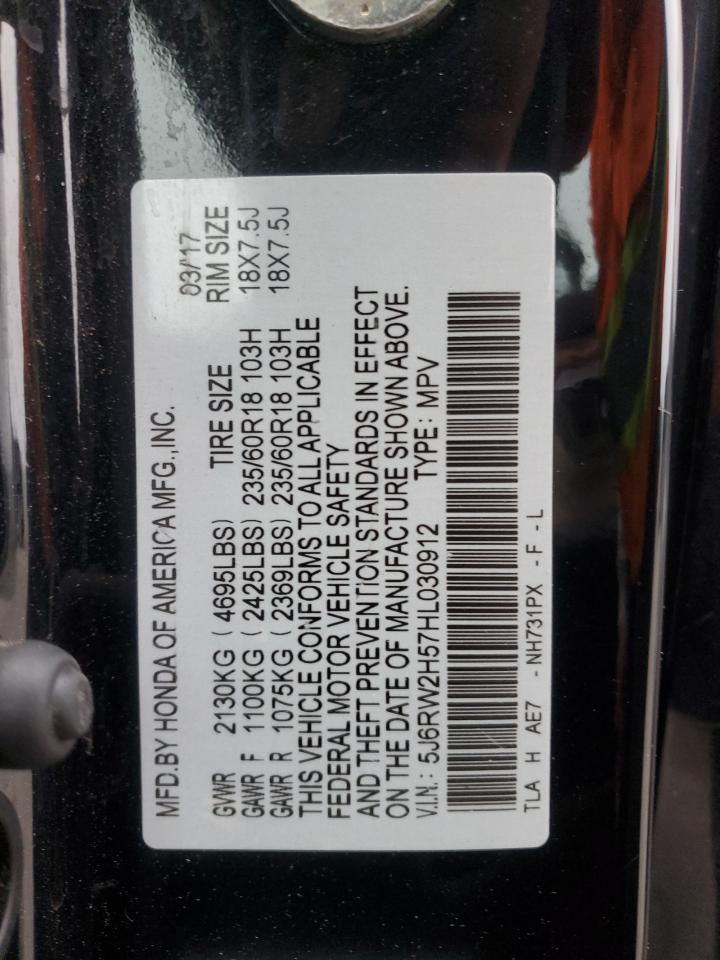 MFD.BY HONDA OF AMERICA MFG.,INC. 03/'17
GVWR 2130KG ( 4695LBS) TIRE SIZE RIM SIZE
GAWR F 1100KG ( 2425LBS) 235/60R18 103H 18X7.5J
GAWR R 1075KG ( 2369LBS) 235/60R18 103H 18X7.5J
THIS VEHICLE CONFORMS TO ALL APPLICABLE
FEDERAL MOTOR VEHICLE SAFETY
AND THEFT PREVENTION STANDARDS IN EFFECT
ON THE DATE OF MANUFACTURE SHOWN ABOVE.
V.I.N.: 5J6RW2H57HL030912 TYPE: MPV
TLA H AE7 - NH731PX - F - L